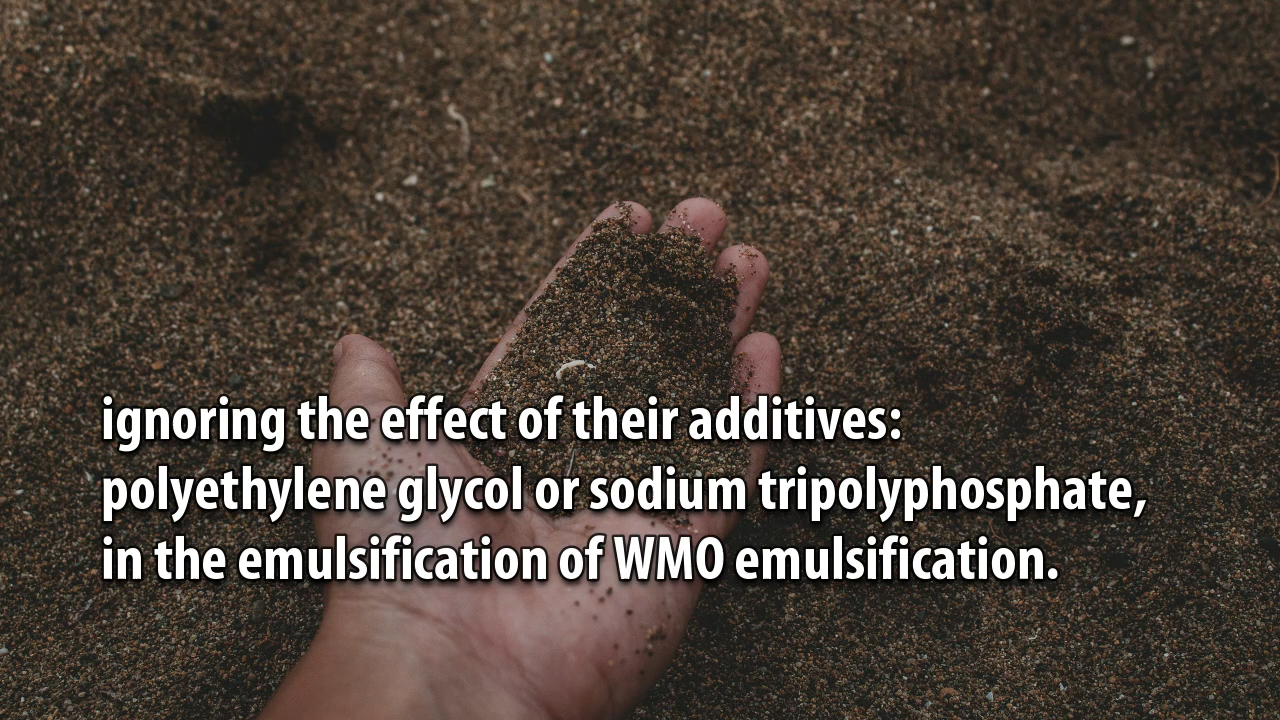 ignoring the effect of their additives:
polyethylene glycol or sodium tripolyphosphate,
in the emulsification of WMO emulsification.